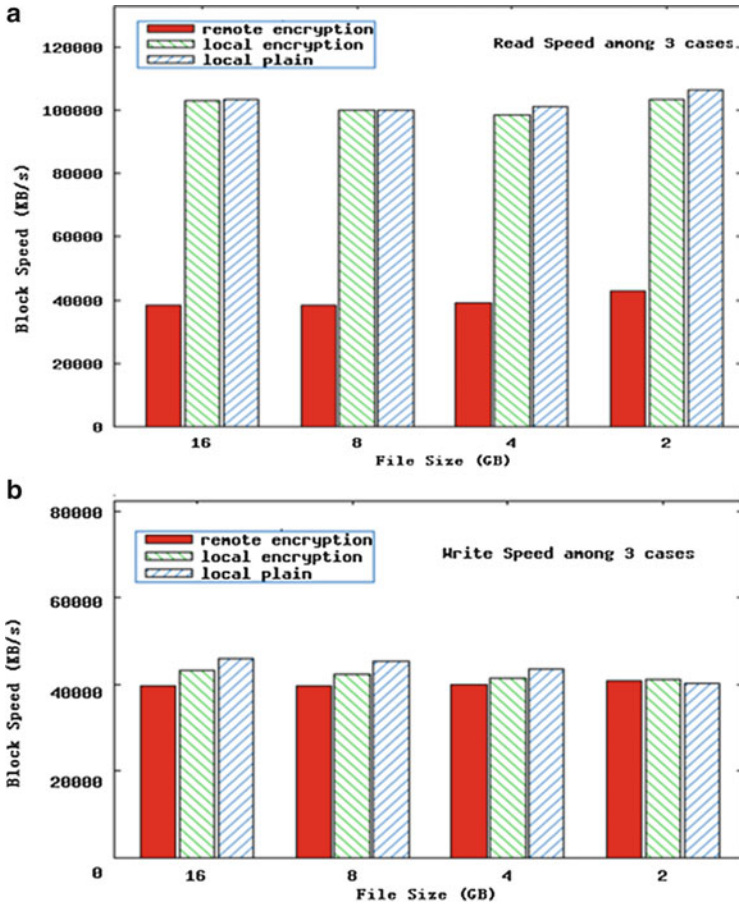 a
remote encryption
local encryption
local plain
Read Speed among 3 cases.
120000
100000
80000
60000
40000
20000
0
Block Speed (KB/s)
16 8 4 2
File Size (GB)
b
remote encryption
local encryption
local plain
Write Speed among 3 cases
80000
60000
40000
20000
0
Block Speed (KB/s)
16 8 4 2
File Size (GB)